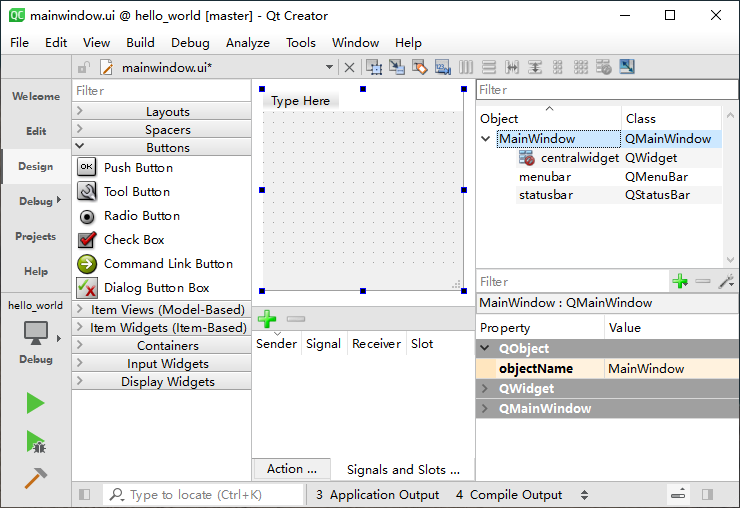 QC mainwindow.ui @ hello_world [master] - Qt Creator
File Edit View Build Debug Analyze Tools Window Help
mainwindow.ui*
Welcome
Edit
Design
Debug
Projects
Help
hello_world
Debug
Filter
Layouts
Spacers
Buttons
OK Push Button
Tool Button
Radio Button
Check Box
Command Link Button
Dialog Button Box
Item Views (Model-Based)
Item Widgets (Item-Based)
Containers
Input Widgets
Display Widgets
Type Here
Sender Signal Receiver Slot
Action ... Signals and Slots ...
Filter
Object Class
MainWindow QMainWindow
centralwidget QWidget
menubar QMenuBar
statusbar QStatusBar
Filter
MainWindow : QMainWindow
Property Value
QObject
objectName MainWindow
QWidget
QMainWindow
Type to locate (Ctrl+K) 3 Application Output 4 Compile Output